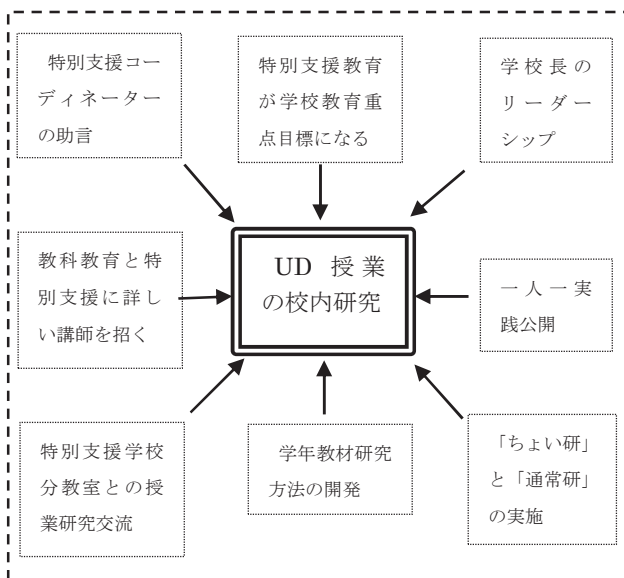 特別支援コー
ディネーター
の助言
特別支援教育
が学校教育重
点目標になる
学校長の
リーダー
シップ
教科教育と特
別支援に詳し
い講師を招く
UD 授業
の校内研究
一人一実
践公開
特別支援学校
分教室との授
業研究交流
学年教材研究
方法の開発
「ちょい研」
と「通常研」
の実施